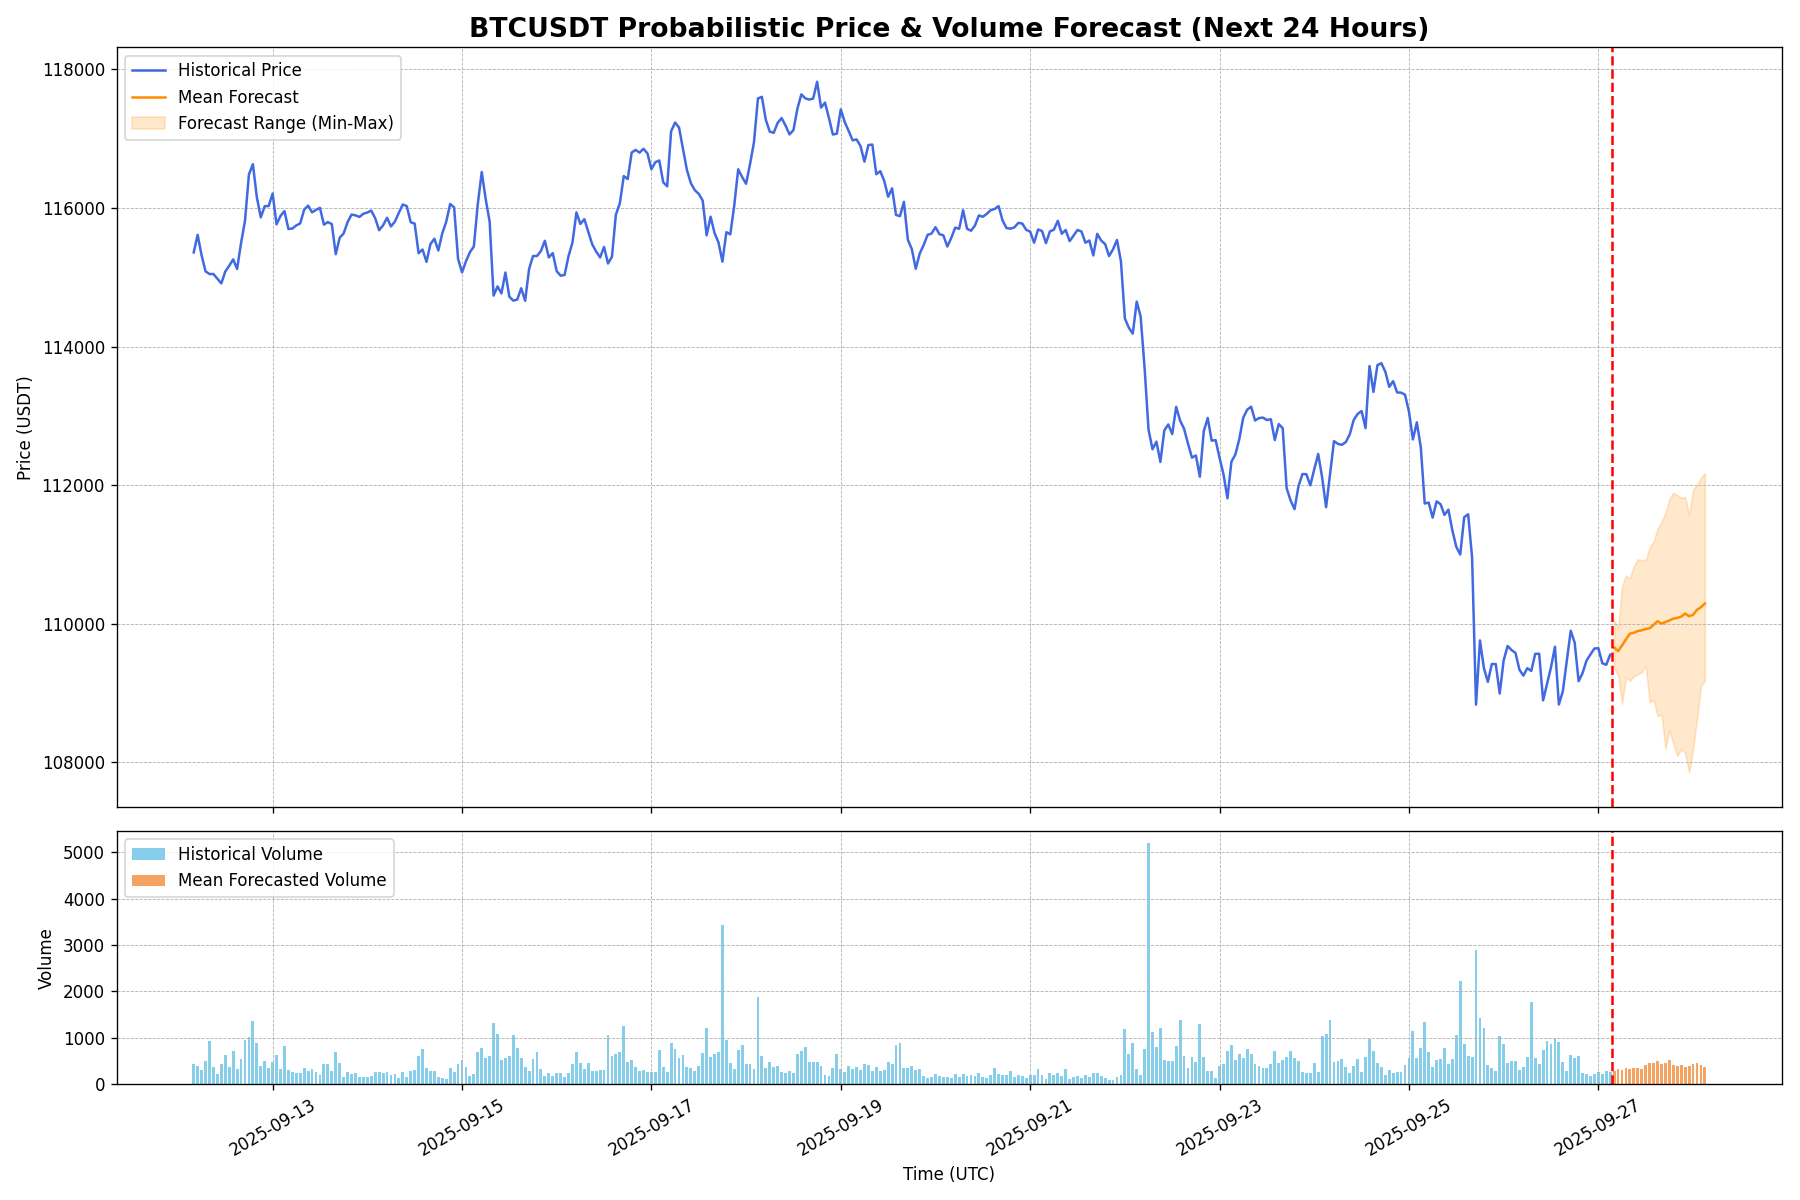 BTCUSDT Probabilistic Price & Volume Forecast (Next 24 Hours)
Historical Price
Mean Forecast
Forecast Range (Min-Max)
118000
116000
114000
112000
110000
108000
Price (USDT)
Historical Volume
Mean Forecasted Volume
5000
4000
3000
2000
1000
0
Volume
2025-09-13
2025-09-15
2025-09-17
2025-09-19
2025-09-21
2025-09-23
2025-09-25
2025-09-27
Time (UTC)